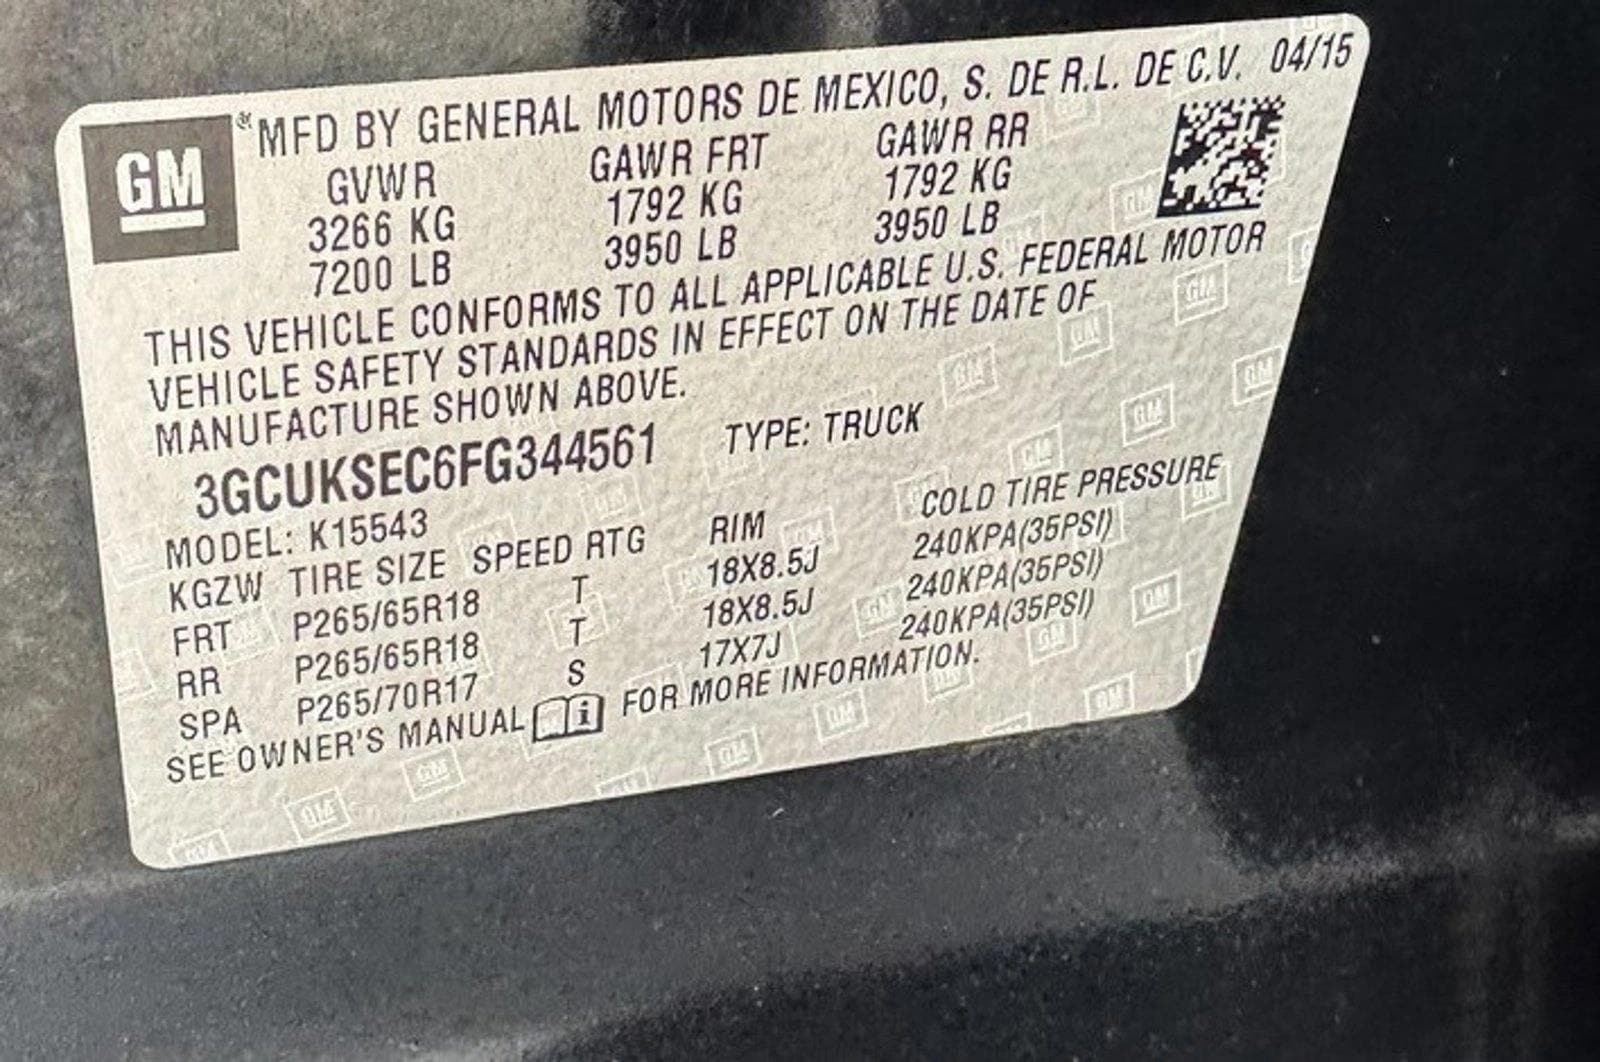 GM ® MFD BY GENERAL MOTORS DE MEXICO, S. DE R.L. DE C.V. 04/15
GVWR GAWR FRT GAWR RR
3266 KG 1792 KG 1792 KG
7200 LB 3950 LB 3950 LB
THIS VEHICLE CONFORMS TO ALL APPLICABLE U.S. FEDERAL MOTOR
VEHICLE SAFETY STANDARDS IN EFFECT ON THE DATE OF
MANUFACTURE SHOWN ABOVE.
3GCUKSEC6FG344561 TYPE: TRUCK
MODEL: K15543
KGZW TIRE SIZE SPEED RTG RIM COLD TIRE PRESSURE
FRT P265/65R18 T 18X8.5J 240KPA(35PSI)
RR P265/65R18 T 18X8.5J 240KPA(35PSI)
SPA P265/70R17 S 17X7J 240KPA(35PSI)
SEE OWNER'S MANUAL i FOR MORE INFORMATION.